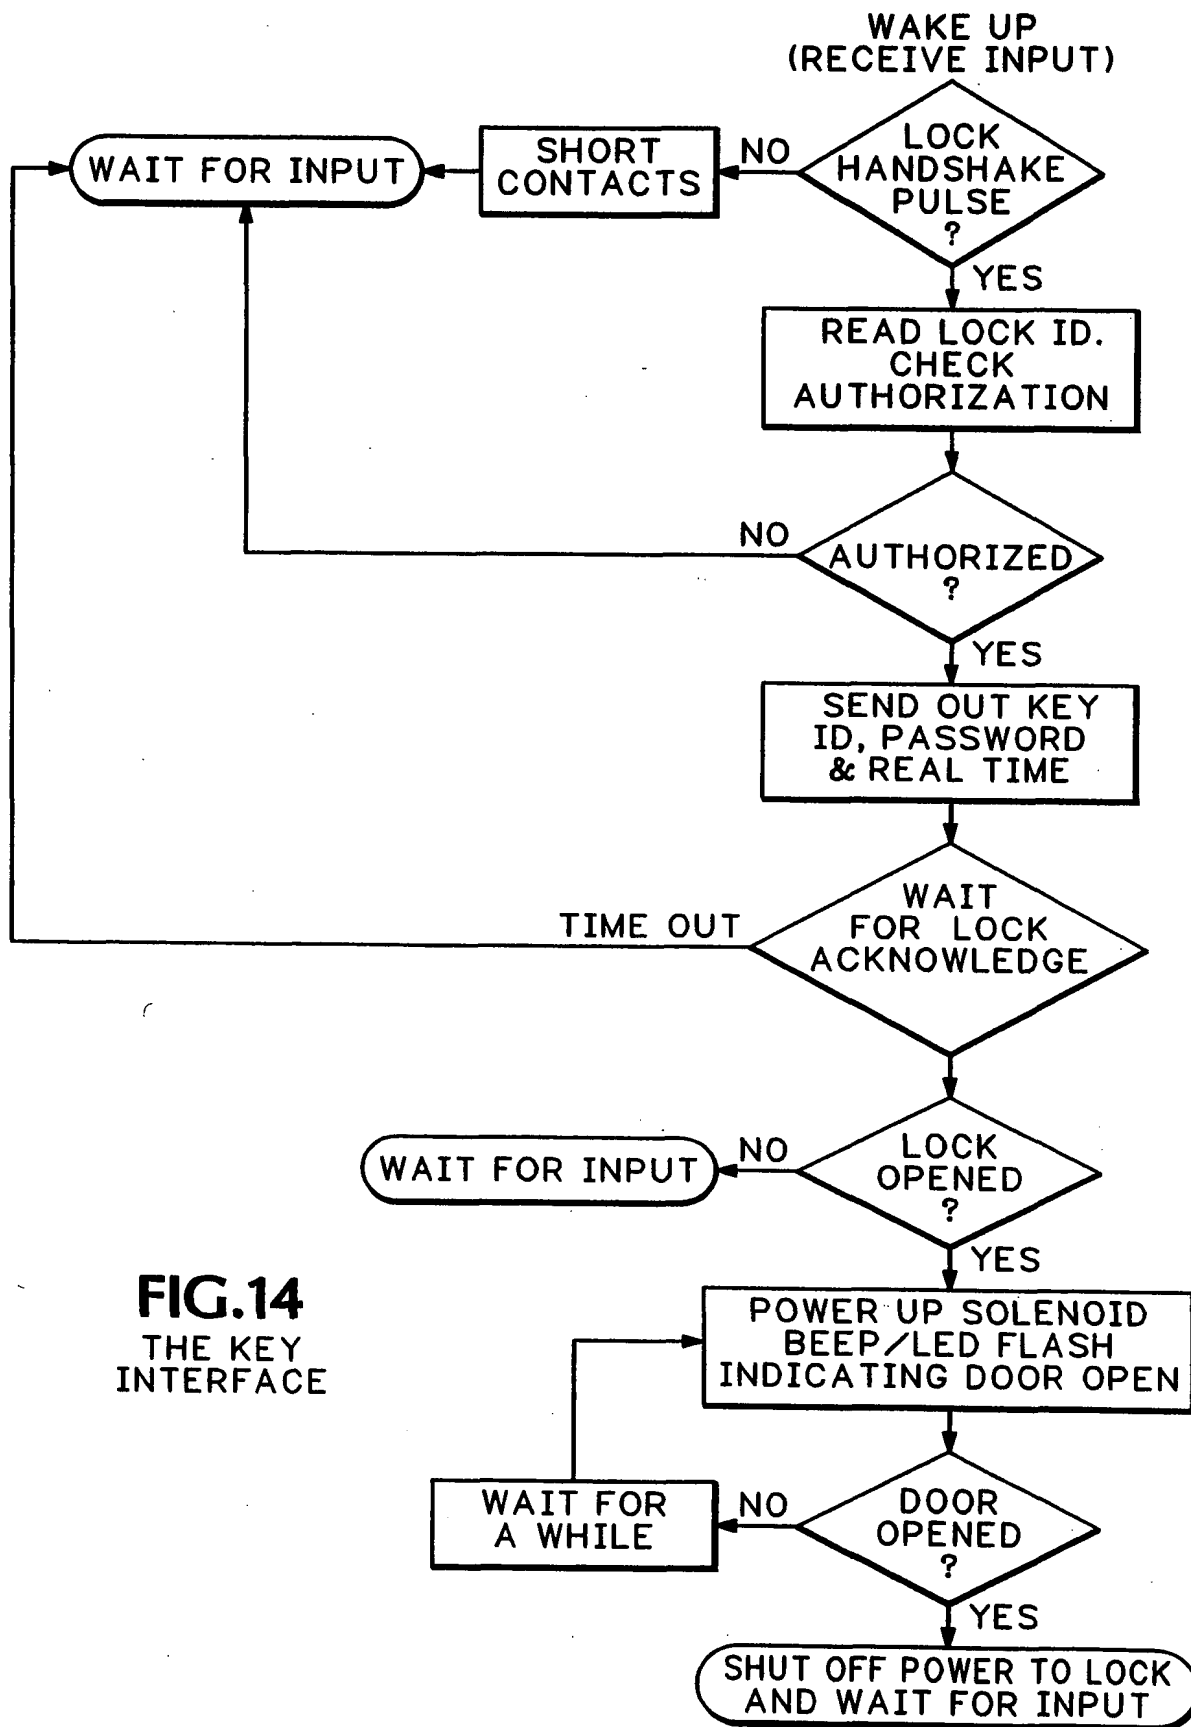 WAKE UP
(RECEIVE INPUT)
LOCK
HANDSHAKE
PULSE
?
NO
SHORT
CONTACTS
WAIT FOR INPUT
YES
READ LOCK ID.
CHECK
AUTHORIZATION
AUTHORIZED
?
NO
YES
SEND OUT KEY
ID, PASSWORD
& REAL TIME
WAIT
FOR LOCK
ACKNOWLEDGE
TIME OUT
LOCK
OPENED
?
NO
WAIT FOR INPUT
YES
POWER UP SOLENOID
BEEP/LED FLASH
INDICATING DOOR OPEN
DOOR
OPENED
?
NO
WAIT FOR
A WHILE
YES
SHUT OFF POWER TO LOCK
AND WAIT FOR INPUT
FIG.14
THE KEY
INTERFACE